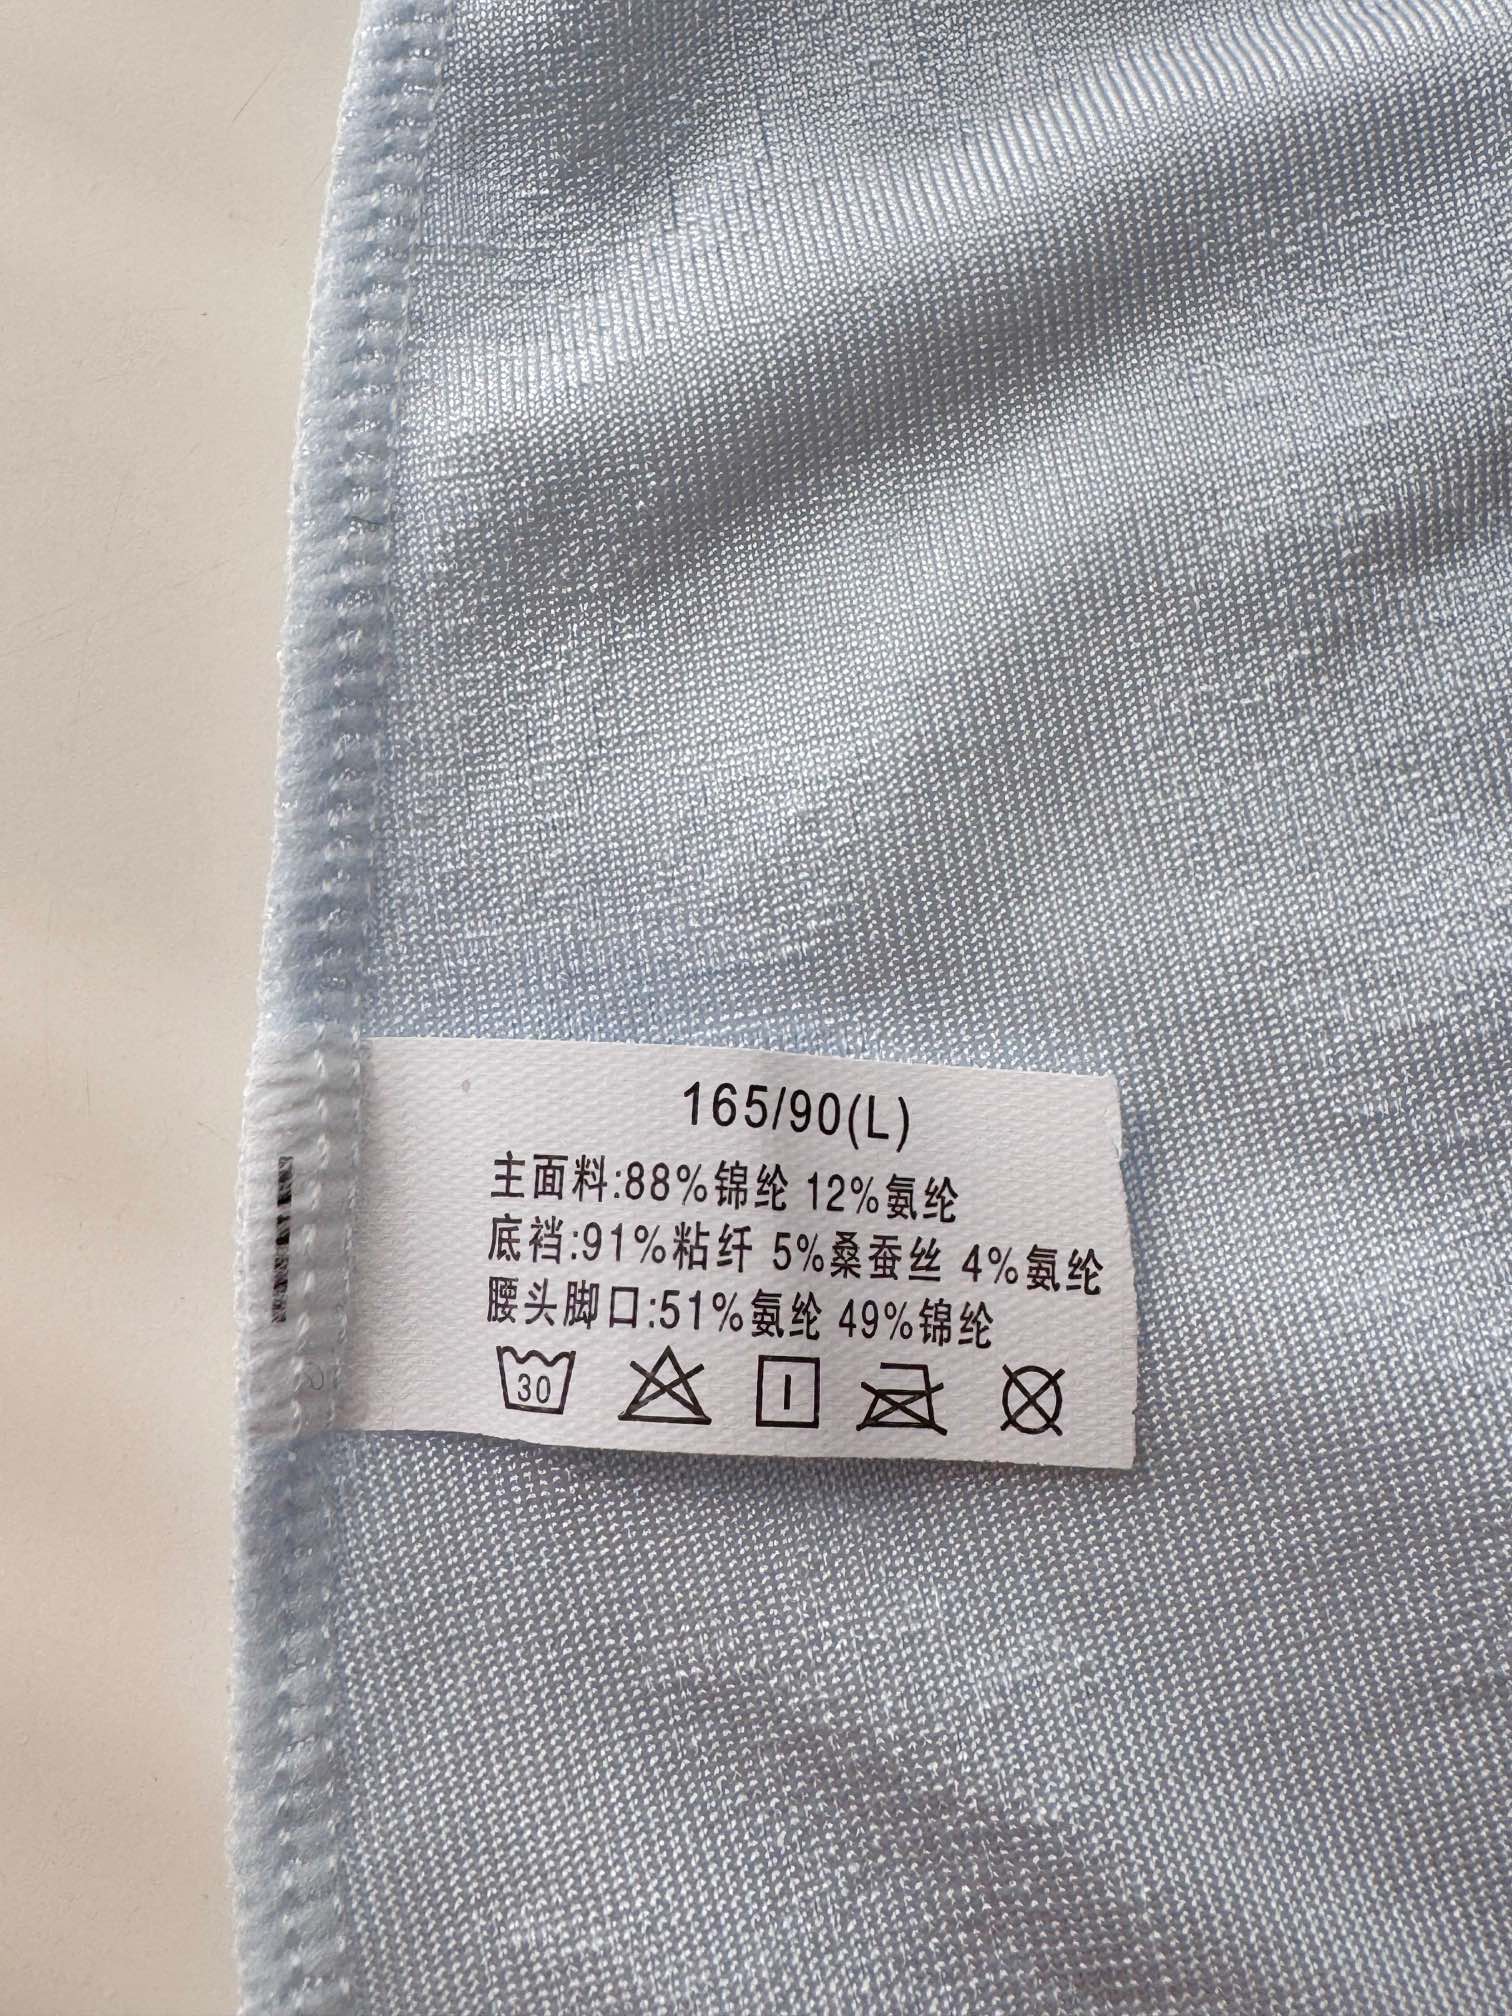 165/90(L)
主面料:88%锦纶 12%氨纶
底裆:91%粘纤 5%桑蚕丝 4%氨纶
腰头脚口:51%氨纶 49%锦纶
30